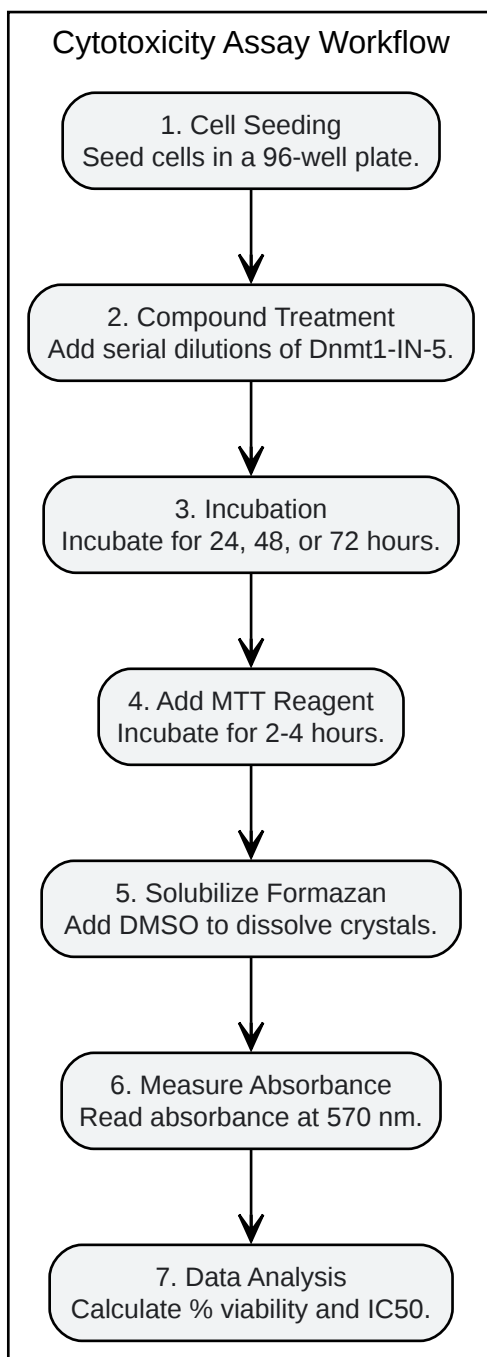 Cytotoxicity Assay Workflow
1. Cell Seeding
Seed cells in a 96-well plate.
2. Compound Treatment
Add serial dilutions of Dnmt1-IN-5.
3. Incubation
Incubate for 24, 48, or 72 hours.
4. Add MTT Reagent
Incubate for 2-4 hours.
5. Solubilize Formazan
Add DMSO to dissolve crystals.
6. Measure Absorbance
Read absorbance at 570 nm.
7. Data Analysis
Calculate % viability and IC50.